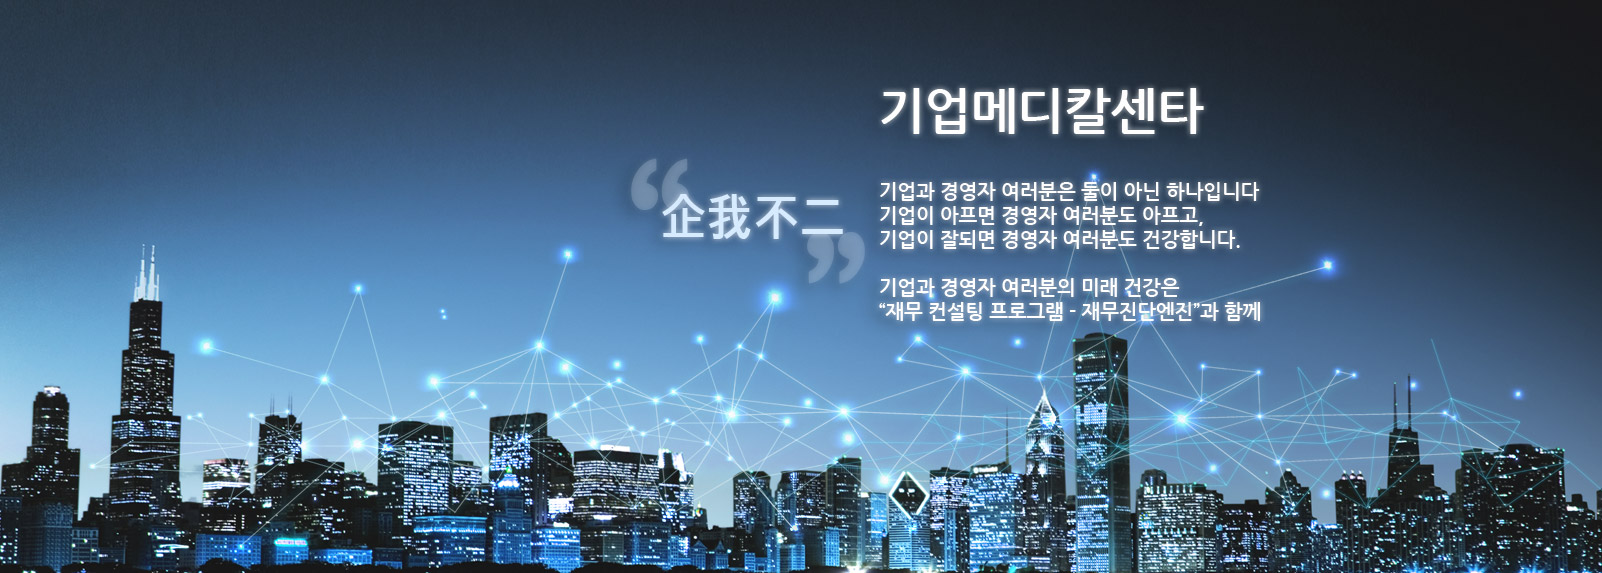 기업메디칼센타
“企我不二”
기업과 경영자 여러분은 둘이 아닌 하나입니다
기업이 아프면 경영자 여러분도 아프고,
기업이 잘되면 경영자 여러분도 건강합니다.
기업과 경영자 여러분의 미래 건강은
“재무 컨설팅 프로그램 - 재무진단엔진”과 함께